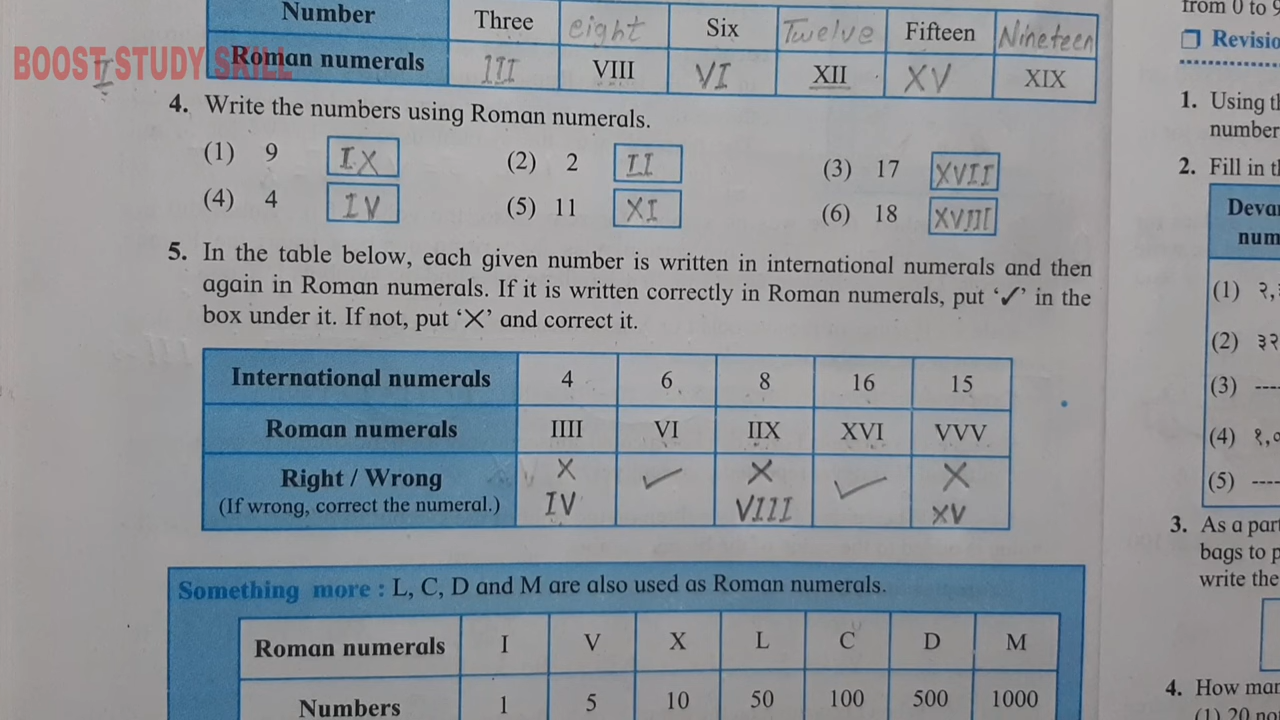 Number Three eight Six Twelve Fifteen Nineteen
BOOST STUDY SKILL
Roman numerals III VIII VI XII XV XIX
I
4. Write the numbers using Roman numerals.
(1) 9 IX (2) 2 II (3) 17 XVII
(4) 4 IV (5) 11 XI (6) 18 XVIII
5. In the table below, each given number is written in international numerals and then
again in Roman numerals. If it is written correctly in Roman numerals, put ‘✓’ in the
box under it. If not, put ‘✕’ and correct it.
International numerals 4 6 8 16 15
Roman numerals IIII VI IIX XVI VVV
Right / Wrong ✕ ✓ ✕ ✓ ✕
(If wrong, correct the numeral.) IV VIII XV
Something more : L, C, D and M are also used as Roman numerals.
Roman numerals I V X L C D M
Numbers 1 5 10 50 100 500 1000
from 0 to 9
1. Using
number
2. Fill in
(1) २,
(2) ३२
(3) ----
(4) १,
(5) ----
3. As a
bags to
write the
4. How
(1) 20